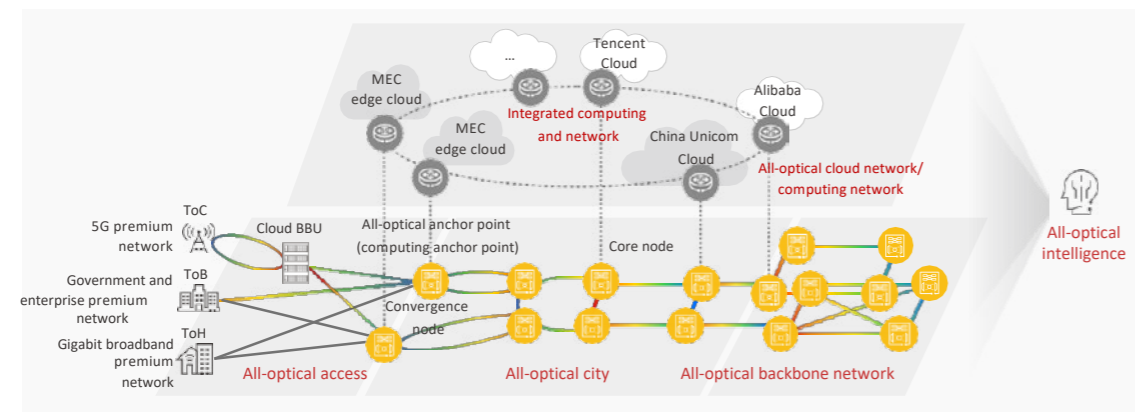 ...
Tencent
Cloud
MEC
edge cloud
Alibaba
Cloud
Integrated computing
and network
MEC
edge cloud
China Unicom
Cloud
All-optical cloud network/
computing network
All-optical
intelligence
ToC
5G premium
network
Cloud BBU
All-optical anchor point
(computing anchor point)
Core node
ToB
Government and
enterprise premium
network
Convergence
node
ToH
Gigabit broadband
premium
network
All-optical access
All-optical city
All-optical backbone network